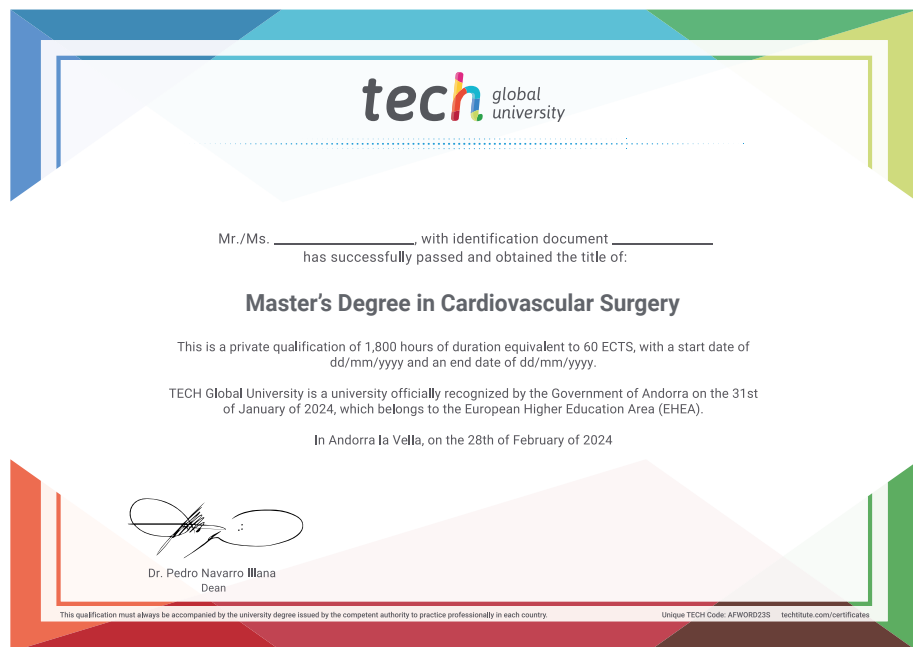 tech global university
Mr./Ms. ______________, with identification document __________
has successfully passed and obtained the title of:
Master's Degree in Cardiovascular Surgery
This is a private qualification of 1,800 hours of duration equivalent to 60 ECTS, with a start date of
dd/mm/yyyy and an end date of dd/mm/yyyy.
TECH Global University is a university officially recognized by the Government of Andorra on the 31st
of January of 2024, which belongs to the European Higher Education Area (EHEA).
In Andorra la Vella, on the 28th of February of 2024
Dr. Pedro Navarro Illana
Dean
This qualification must always be accompanied by the university degree issued by the competent authority to practice professionally in each country.
Unique TECH Code: AFWORD23S techtitute.com/certificates